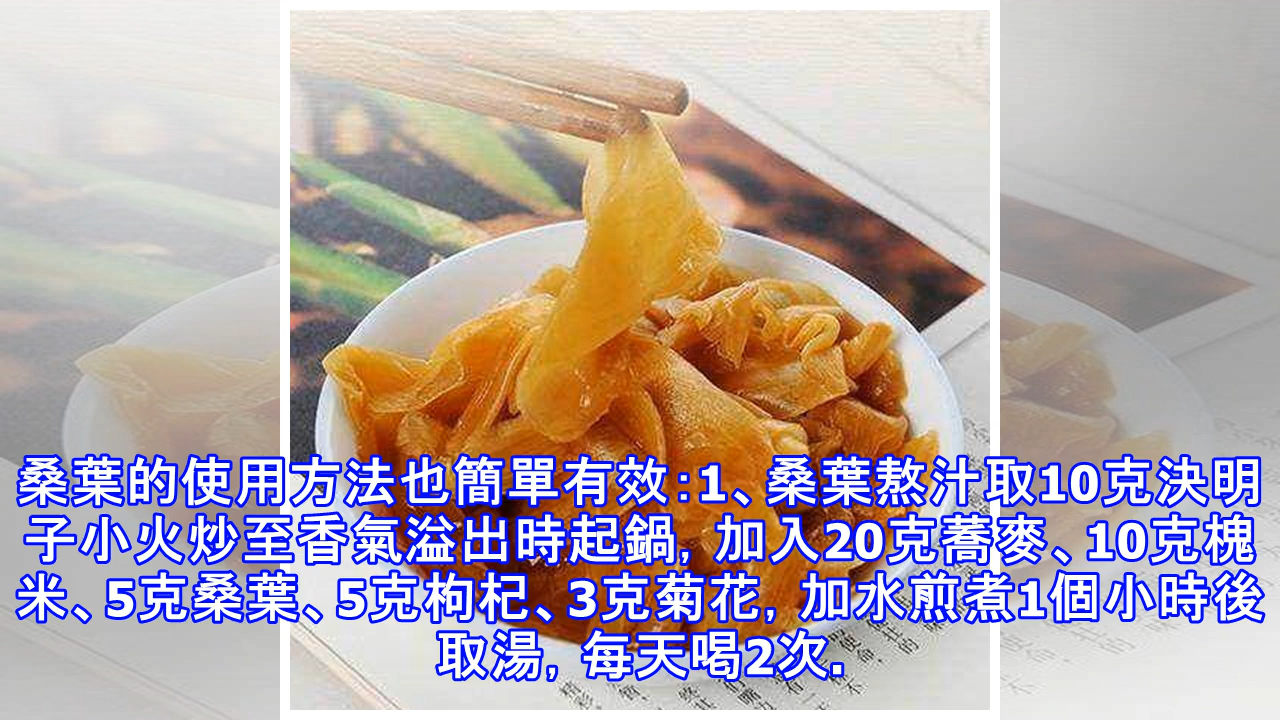 桑葉的使用方法也簡單有效:1、桑葉熬汁取10克決明
子小火炒至香氣溢出時起鍋, 加入20克蕎麥、10克槐
米、5克桑葉、5克枸杞、3克菊花, 加水煎煮1個小時後
取湯, 每天喝2次.